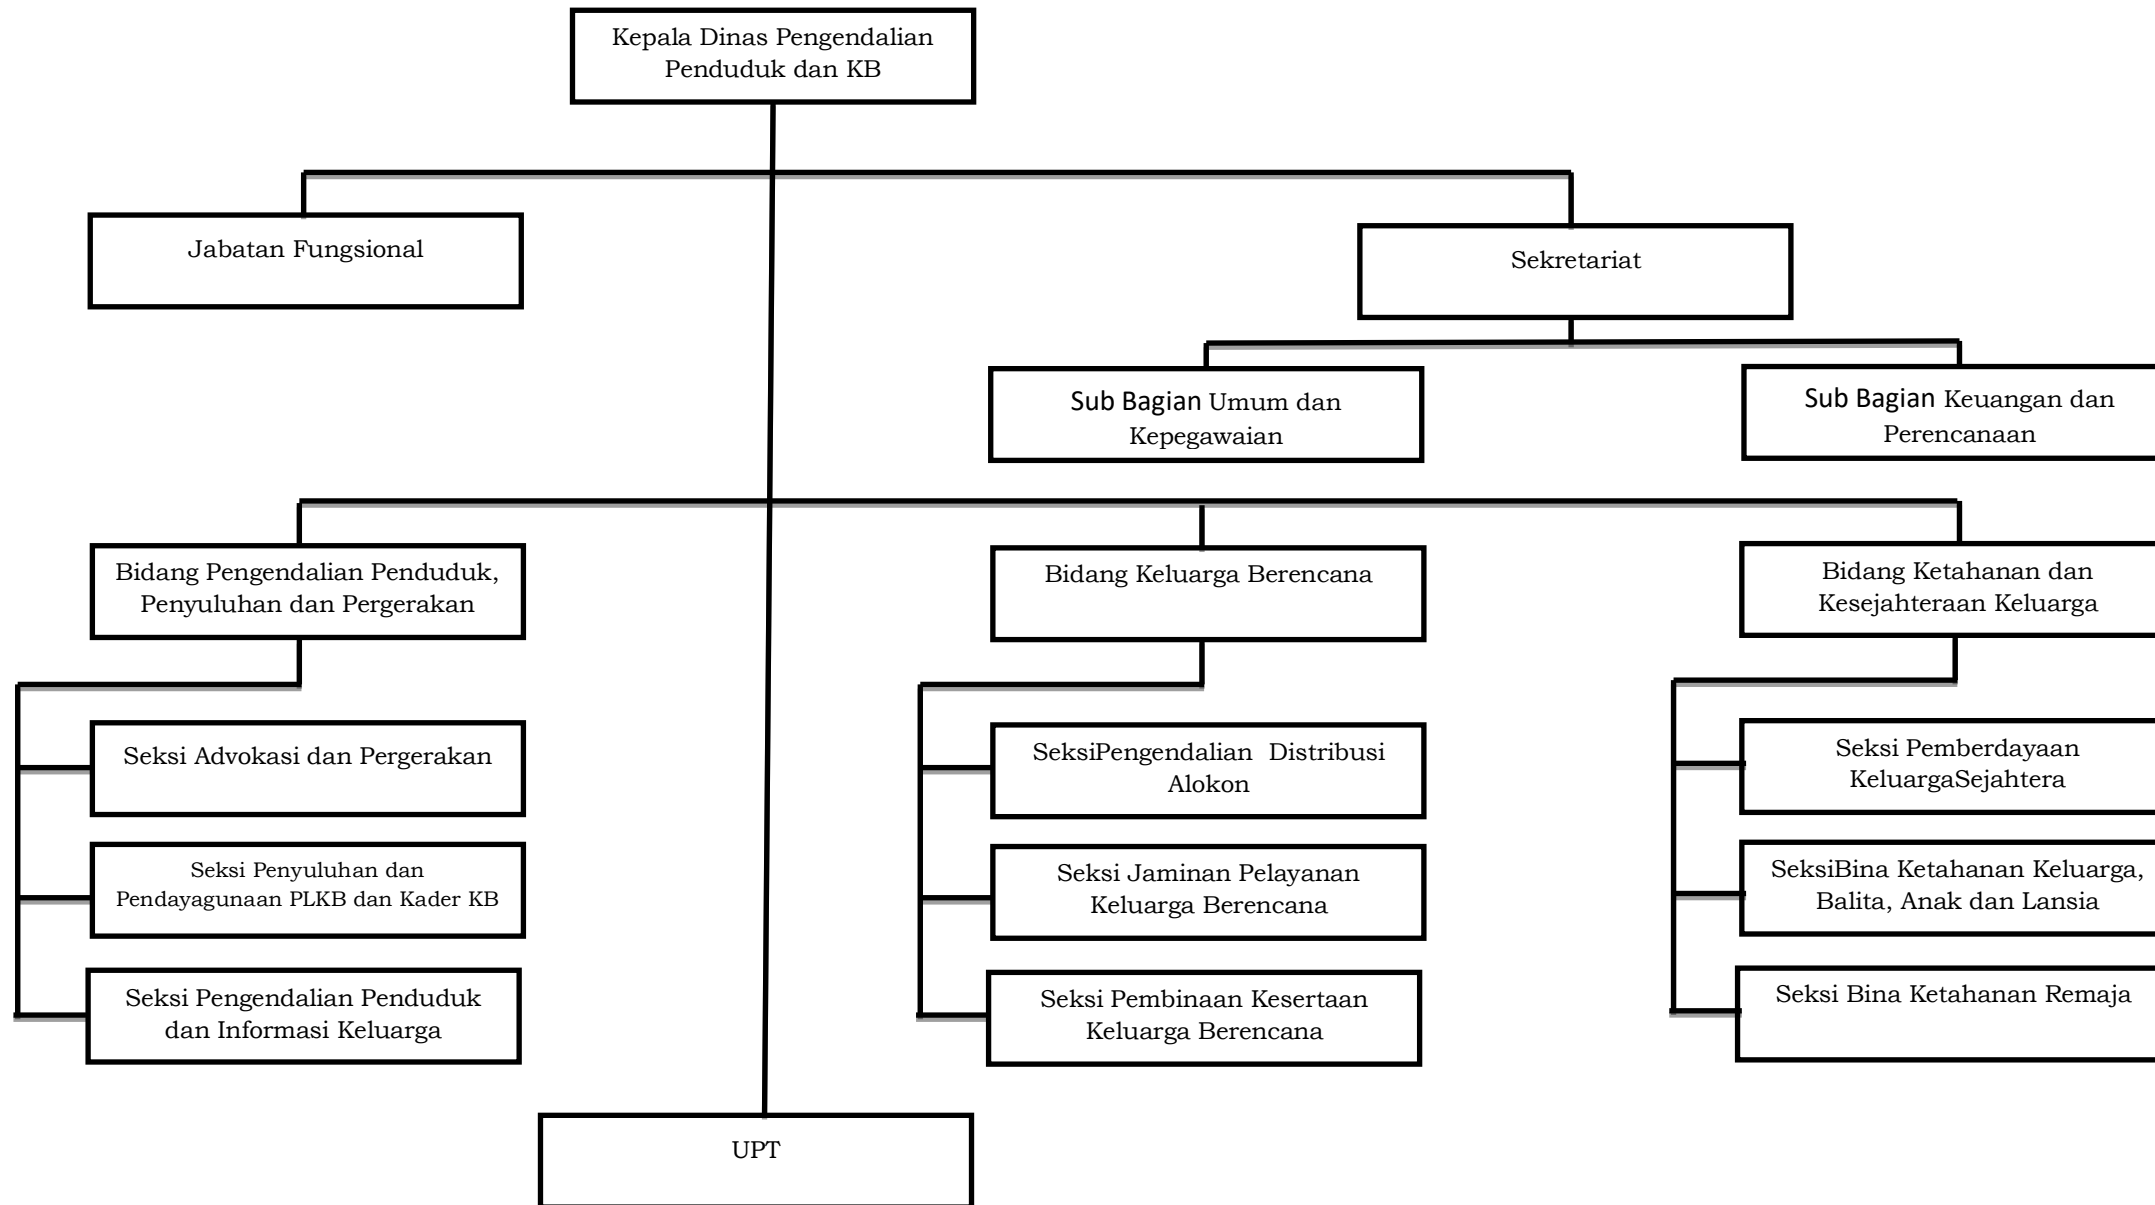 Kepala Dinas Pengendalian
Penduduk dan KB
Jabatan Fungsional
Sekretariat
Sub Bagian Umum dan
Kepegawaian
Sub Bagian Keuangan dan
Perencanaan
Bidang Pengendalian Penduduk,
Penyuluhan dan Pergerakan
Bidang Keluarga Berencana
Bidang Ketahanan dan
Kesejahteraan Keluarga
Seksi Advokasi dan Pergerakan
SeksiPengendalian  Distribusi
Alokon
Seksi Pemberdayaan
KeluargaSejahtera
Seksi Penyuluhan dan
Pendayagunaan PLKB dan Kader KB
Seksi Jaminan Pelayanan
Keluarga Berencana
SeksiBina Ketahanan Keluarga,
Balita, Anak dan Lansia
Seksi Pengendalian Penduduk
dan Informasi Keluarga
Seksi Pembinaan Kesertaan
Keluarga Berencana
Seksi Bina Ketahanan Remaja
UPT